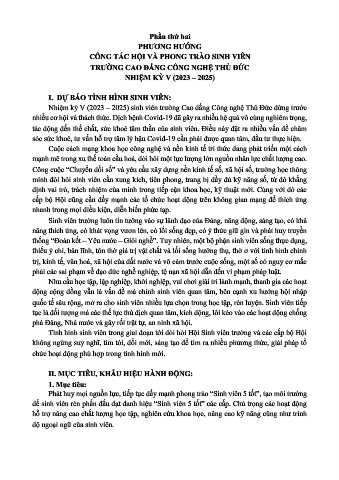 Phần thứ hai
PHƯƠNG HƯỚNG
CÔNG TÁC HỘI VÀ PHONG TRÀO SINH VIÊN
TRƯỜNG CAO ĐẲNG CÔNG NGHỆ THỦ ĐỨC
NHIỆM KỲ V (2023 – 2025)
I. DỰ BÁO TÌNH HÌNH SINH VIÊN:
Nhiệm kỳ V (2023 – 2025) sinh viên trường Cao đẳng Công nghệ Thủ Đức đứng trước
nhiều cơ hội và thách thức. Dịch bệnh Covid-19 đã gây ra nhiều hệ quả vô cùng nghiêm trọng,
tác động đến thể chất, sức khoẻ tâm thần của sinh viên. Điều này đặt ra nhiều vấn đề chăm
sóc sức khoẻ, tư vấn hỗ trợ tâm lý hậu Covid-19 cần phải được quan tâm, đầu tư thực hiện.
Cuộc cách mạng khoa học công nghệ và nền kinh tế tri thức đang phát triển một cách
mạnh mẽ trong xu thế toàn cầu hoá, đòi hỏi một lực lượng lớn nguồn nhân lực chất lượng cao.
Công cuộc “Chuyển đổi số” và yêu cầu xây dựng nền kinh tế số, xã hội số, trường học thông
minh đòi hỏi sinh viên cần xung kích, tiên phong, trang bị đầy đủ kỹ năng số, từ đó khẳng
định vai trò, trách nhiệm của mình trong tiếp cận khoa học, kỹ thuật mới. Cùng với đó các
cấp bộ Hội cũng cần đẩy mạnh các tổ chức hoạt động trên không gian mạng để thích ứng
nhanh trong mọi điều kiện, diễn biến phức tạp.
Sinh viên trường luôn tin tưởng vào sự lãnh đạo của Đảng, năng động, sáng tạo, có khả
năng thích ứng, có khát vọng vươn lên, có lối sống đẹp, có ý thức giữ gìn và phát huy truyền
thống “Đoàn kết – Yêu nước – Giỏi nghề”. Tuy nhiên, một bộ phận sinh viên sống thực dụng,
thiếu ý chí, bản lĩnh, tôn thờ giá trị vật chất và lối sống hưởng thụ, thờ ơ với tình hình chính
trị, kinh tế, văn hoá, xã hội của đất nước và vô cảm trước cuộc sống, một số có nguy cơ mắc
phải các sai phạm về đạo đức nghề nghiệp, tệ nạn xã hội dẫn đến vi phạm pháp luật.
Nhu cầu học tập, lập nghiệp, khởi nghiệp, vui chơi giải trí lành mạnh, tham gia các hoạt
động cộng đồng vẫn là vấn đề mà chính sinh viên quan tâm, bên cạnh xu hướng hội nhập
quốc tế sâu rộng, mở ra cho sinh viên nhiều lựa chọn trong học tập, rèn luyện. Sinh viên tiếp
tục là đối tượng mà các thế lực thù địch quan tâm, kích động, lôi kéo vào các hoạt động chống
phá Đảng, Nhà nước và gây rối trật tự, an ninh xã hội.
Tình hình sinh viên trong giai đoạn tới đòi hỏi Hội Sinh viên trường và các cấp bộ Hội
không ngừng suy nghĩ, tìm tòi, đổi mới, sáng tạo để tìm ra nhiều phương thức, giải pháp tổ
chức hoạt động phù hợp trong tình hình mới.
II. MỤC TIÊU, KHẨU HIỆU HÀNH ĐỘNG:
1. Mục tiêu:
Phát huy mọi nguồn lực, tiếp tục đẩy mạnh phong trào “Sinh viên 5 tốt”, tạo môi trường
để sinh viên rèn phấn đấu đạt danh hiệu “Sinh viên 5 tốt” các cấp. Chú trọng các hoạt động
hỗ trợ nâng cao chất lượng học tập, nghiên cứu khoa học, nâng cao kỹ năng cũng như trình
độ ngoại ngữ của sinh viên.